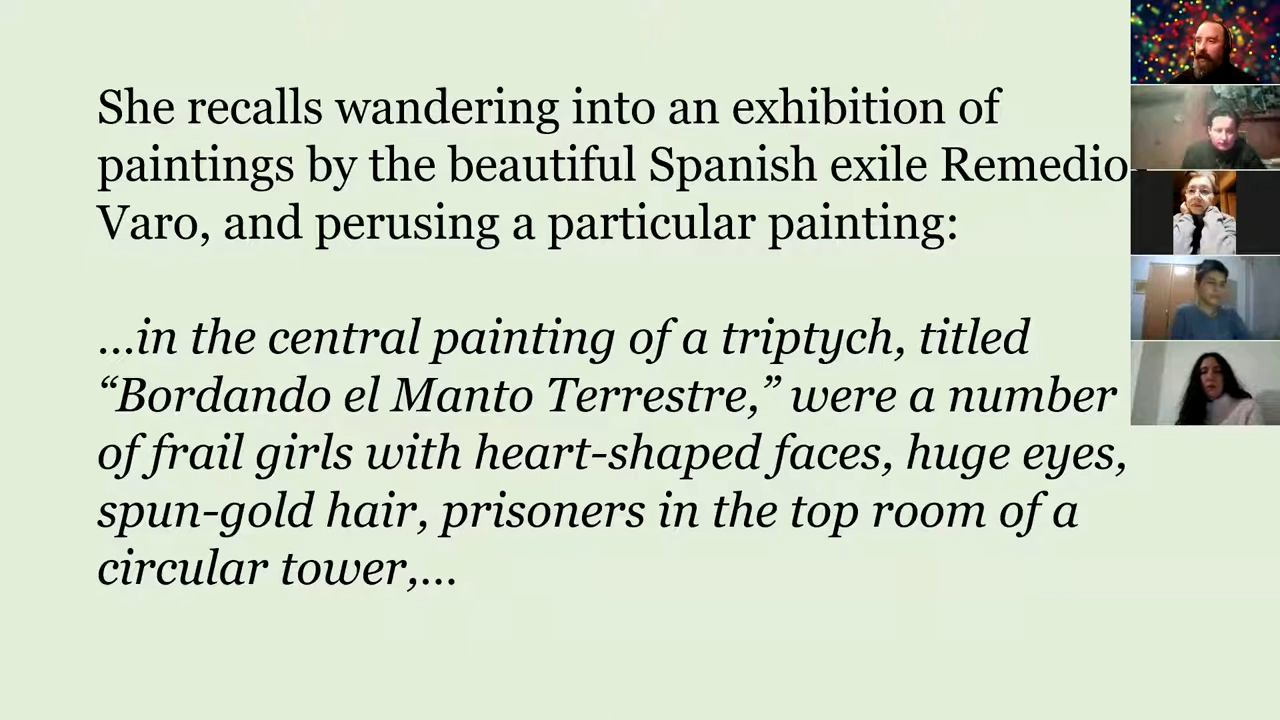 She recalls wandering into an exhibition of
paintings by the beautiful Spanish exile Remedio
Varo, and perusing a particular painting:
…in the central painting of a triptych, titled
“Bordando el Manto Terrestre,” were a number
of frail girls with heart-shaped faces, huge eyes,
spun-gold hair, prisoners in the top room of a
circular tower,…